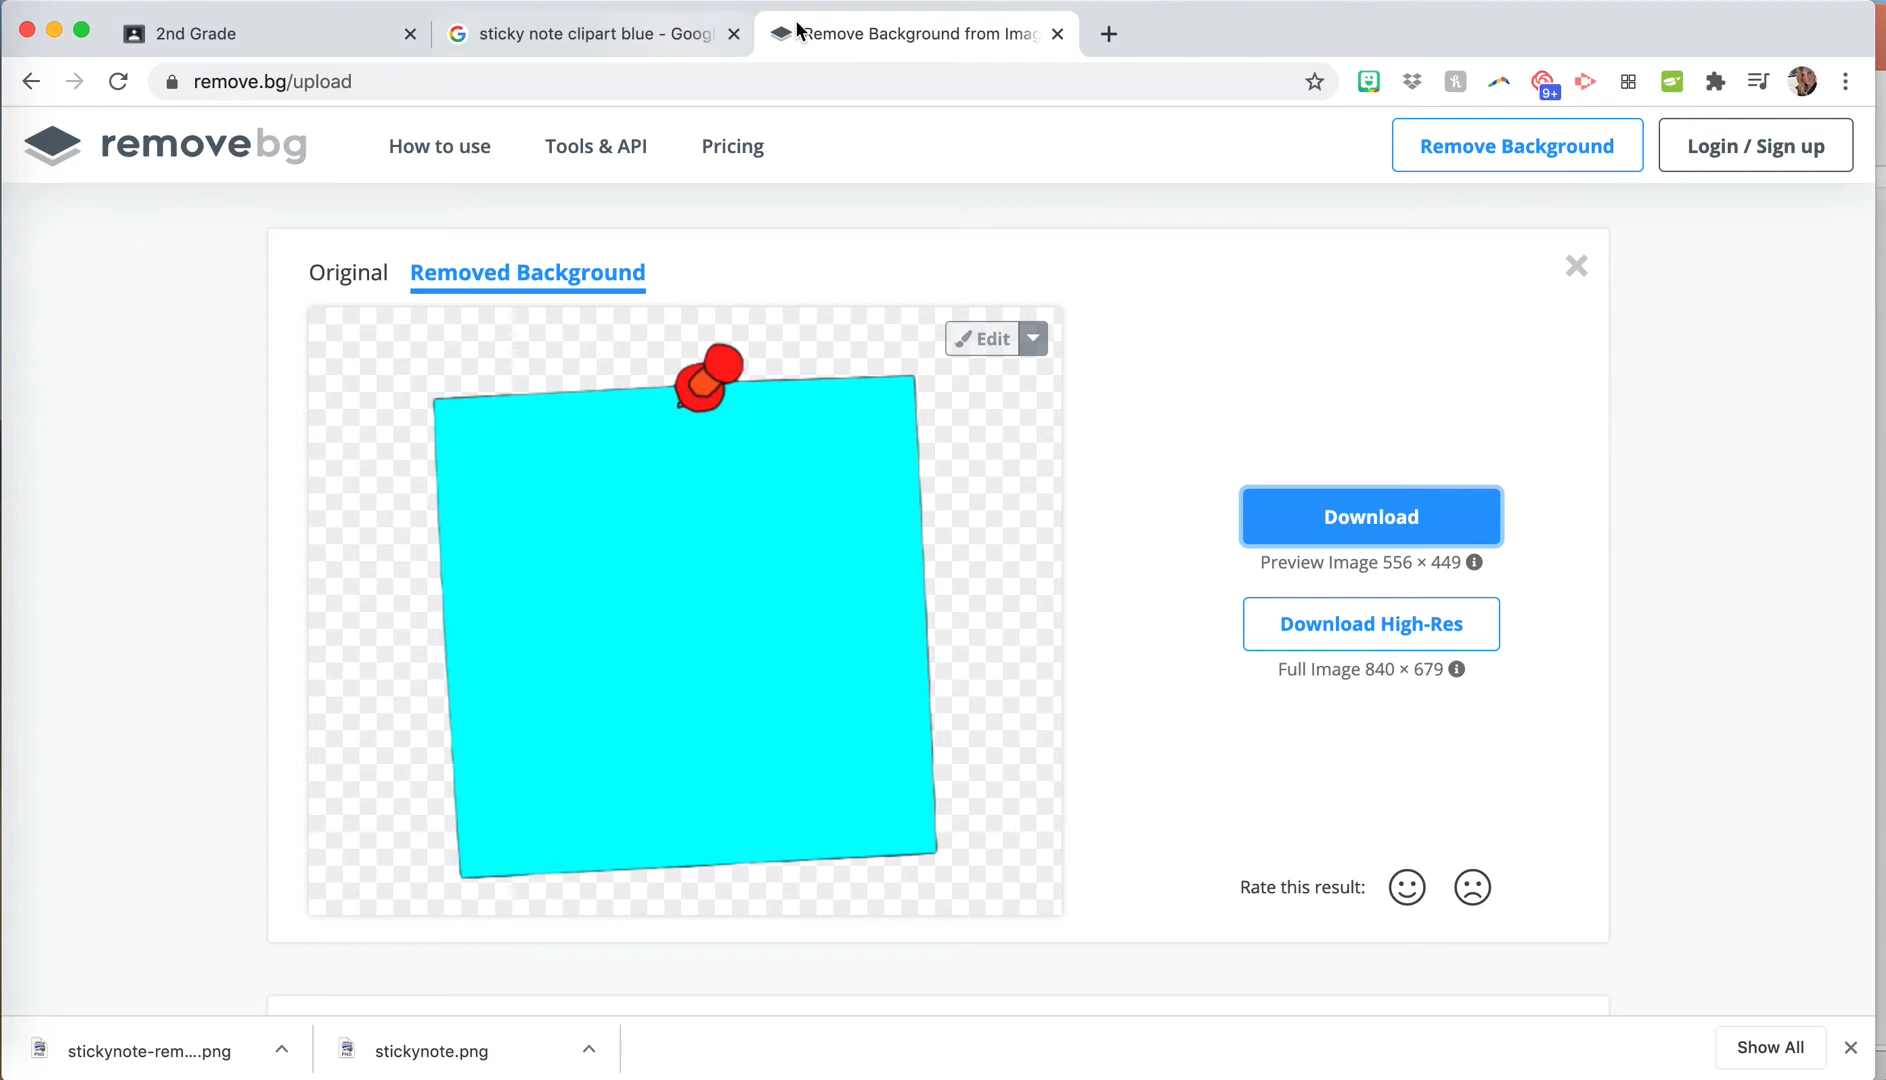 2nd Grade
sticky note clipart blue - Googl
Remove Background from Imag
remove.bg/upload
9+
removebg
How to use
Tools & API
Pricing
Remove Background
Login / Sign up
Original
Removed Background
Edit
Download
Preview Image 556 × 449
Download High-Res
Full Image 840 × 679
Rate this result:
stickynote-rem....png
stickynote.png
Show All